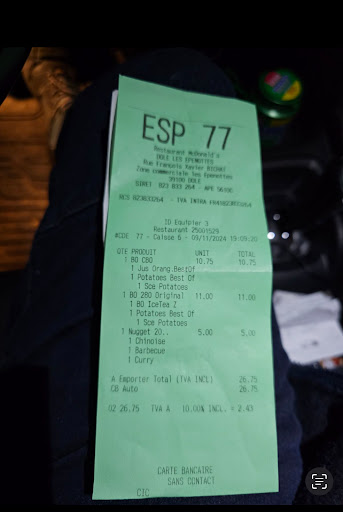 ESP 77
Restaurant McDonald's
DOLE LES EPENOTTES
Rue François Xavier BICHAT
Zone commerciale les Epenottes
39100 DOLE
SIRET 823 833 264 - APE 5610C
RCS 823833264 - TVA INTRA
ID Equipier 3
Restaurant 25001529
#CDE 77 - Caisse 6 - 09/11/2024 19:09:20
QTE PRODUIT UNIT TOTAL
1 BO CBO 10.75 10.75
1 Jus Orang.BestOf
1 Potatoes Best Of
1 Sce Potatoes
1 BO 280 Original 11.00 11.00
1 BO IceTea Z
1 Potatoes Best Of
1 Sce Potatoes
1 Nugget 20.. 5.00 5.00
1 Chinoise
1 Barbecue
1 Curry
A Emporter Total (TVA INCL) 26.75
CB Auto 26.75
02 26.75 TVA A 10.00% INCL. = 2.43
CARTE BANCAIRE
SANS CONTACT
CIC